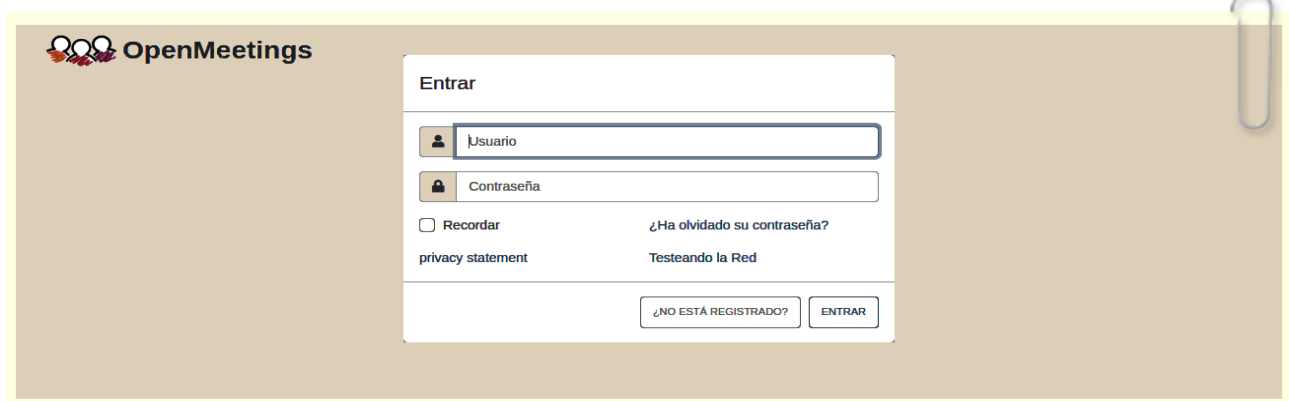 OpenMeetings
Entrar
Usuario
Contraseña
Recordar ¿Ha olvidado su contraseña?
privacy statement Testeando la Red
¿NO ESTÁ REGISTRADO? ENTRAR